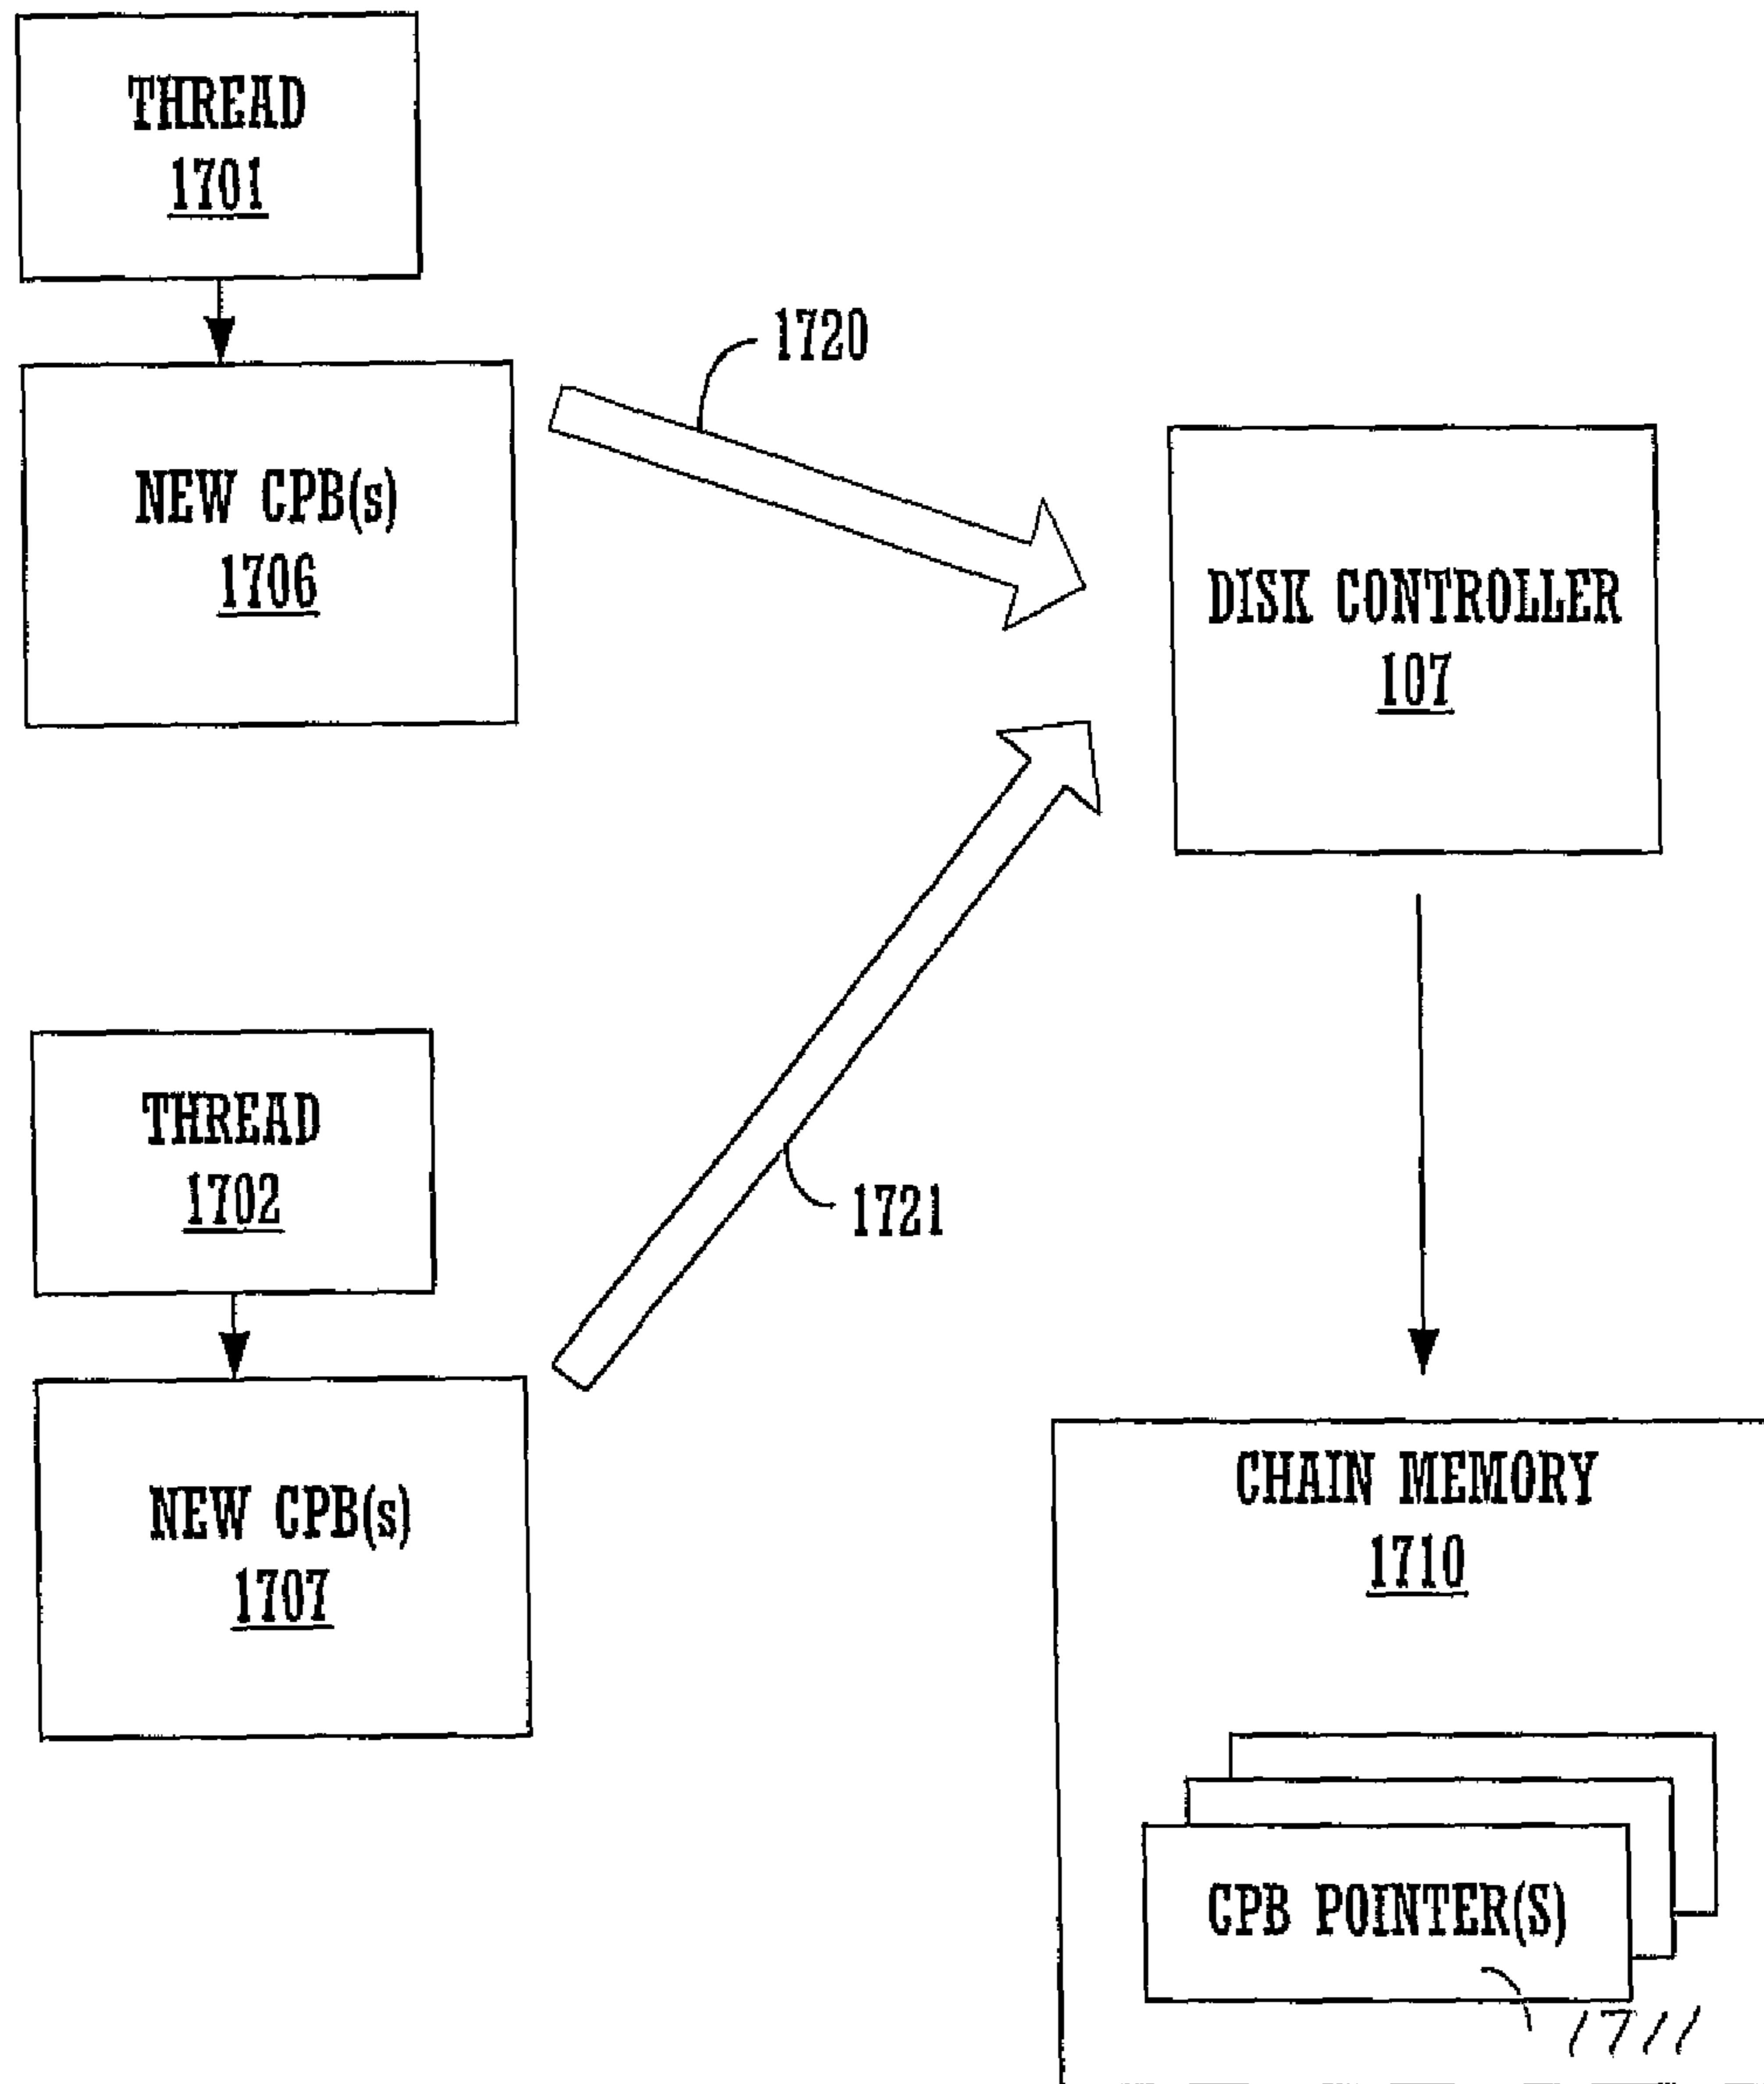 THREAD
1701
NEW CPB(s)
1706
1720
DISK CONTROLLER
107
THREAD
1702
1721
NEW CPB(s)
1707
CHAIN MEMORY
1710
CPB POINTER(S)
1711